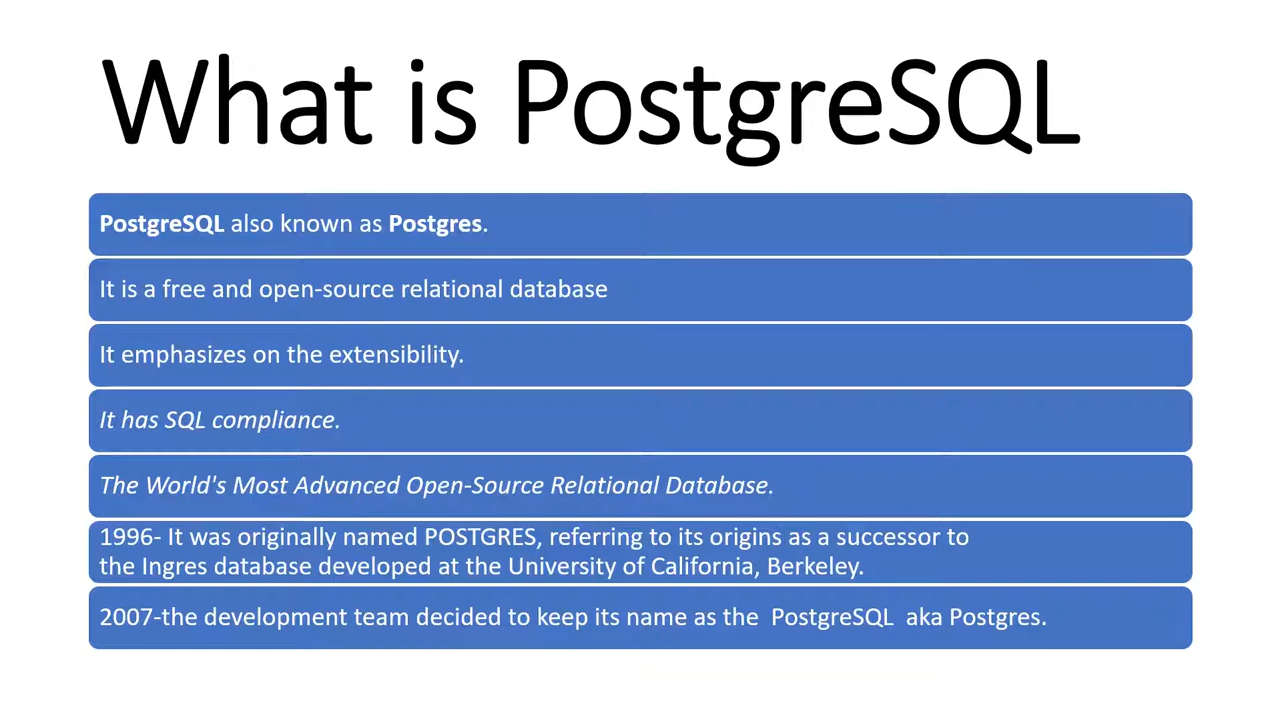 What is PostgreSQL
PostgreSQL also known as Postgres.
It is a free and open-source relational database
It emphasizes on the extensibility.
It has SQL compliance.
The World's Most Advanced Open-Source Relational Database.
1996- It was originally named POSTGRES, referring to its origins as a successor to
the Ingres database developed at the University of California, Berkeley.
2007-the development team decided to keep its name as the  PostgreSQL  aka Postgres.